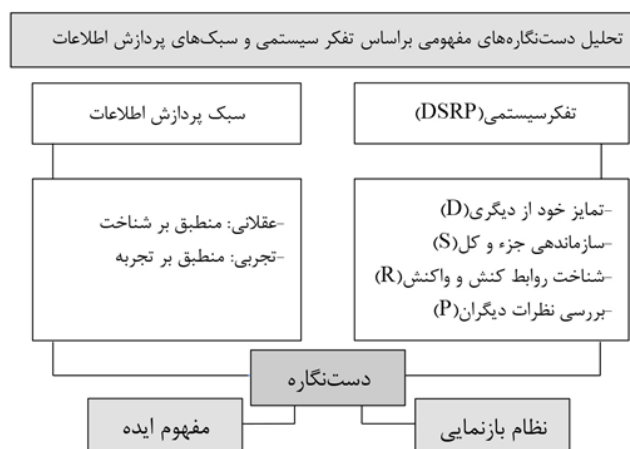 تحلیل دست‌نگاره‌های مفهومی براساس تفکر سیستمی و سبک‌های پردازش اطلاعات
تفکرسیستمی(DSRP)
سبک پردازش اطلاعات
-تمایز خود از دیگری(D)
-سازماندهی جزء و کل(S)
-شناخت روابط کنش و واکنش(R)
-بررسی نظرات دیگران(P)
-عقلانی: منطبق بر شناخت
-تجربی: منطبق بر تجربه
دست‌نگاره
نظام بازنمایی
مفهوم ایده